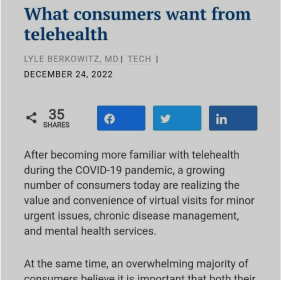 What consumers want from
telehealth
LYLE BERKOWITZ, MD | TECH |
DECEMBER 24, 2022
35
SHARES
After becoming more familiar with telehealth
during the COVID-19 pandemic, a growing
number of consumers today are realizing the
value and convenience of virtual visits for minor
urgent issues, chronic disease management,
and mental health services.
At the same time, an overwhelming majority of
consumers believe it is important that both their